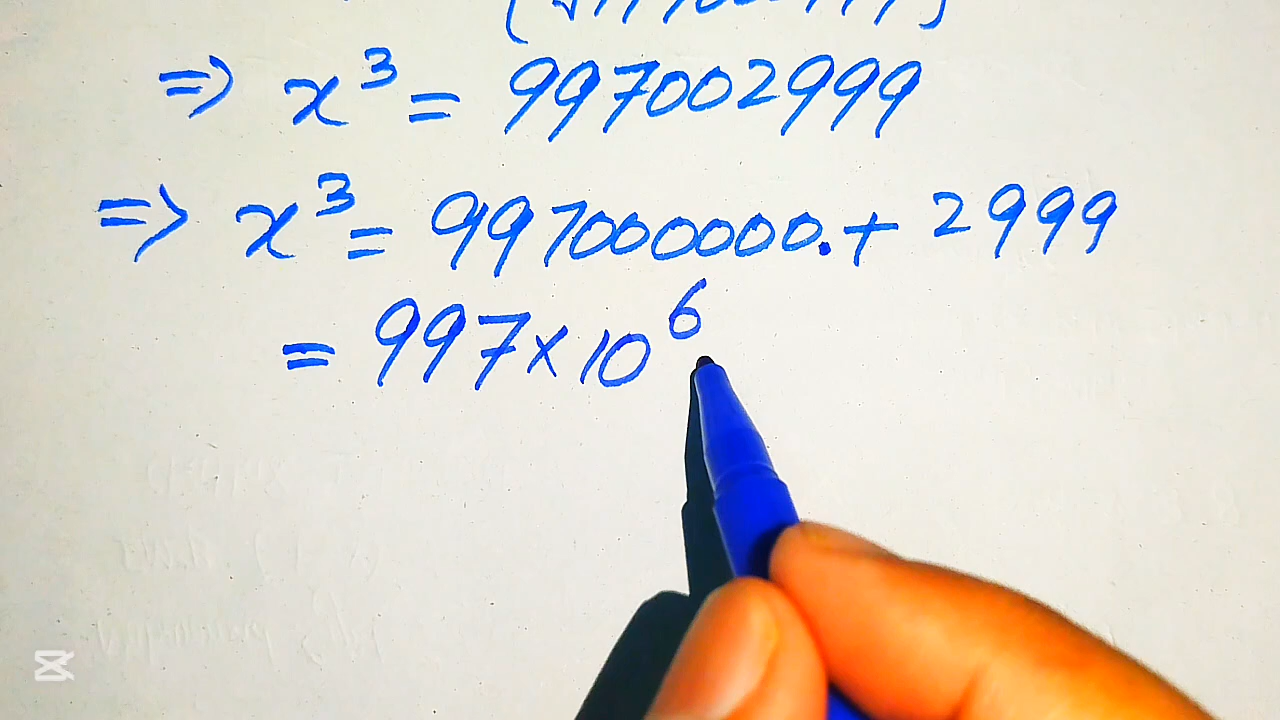 ⇒ x³ = 997002999
⇒ x³ = 997000000.+ 2999
= 997×10⁶